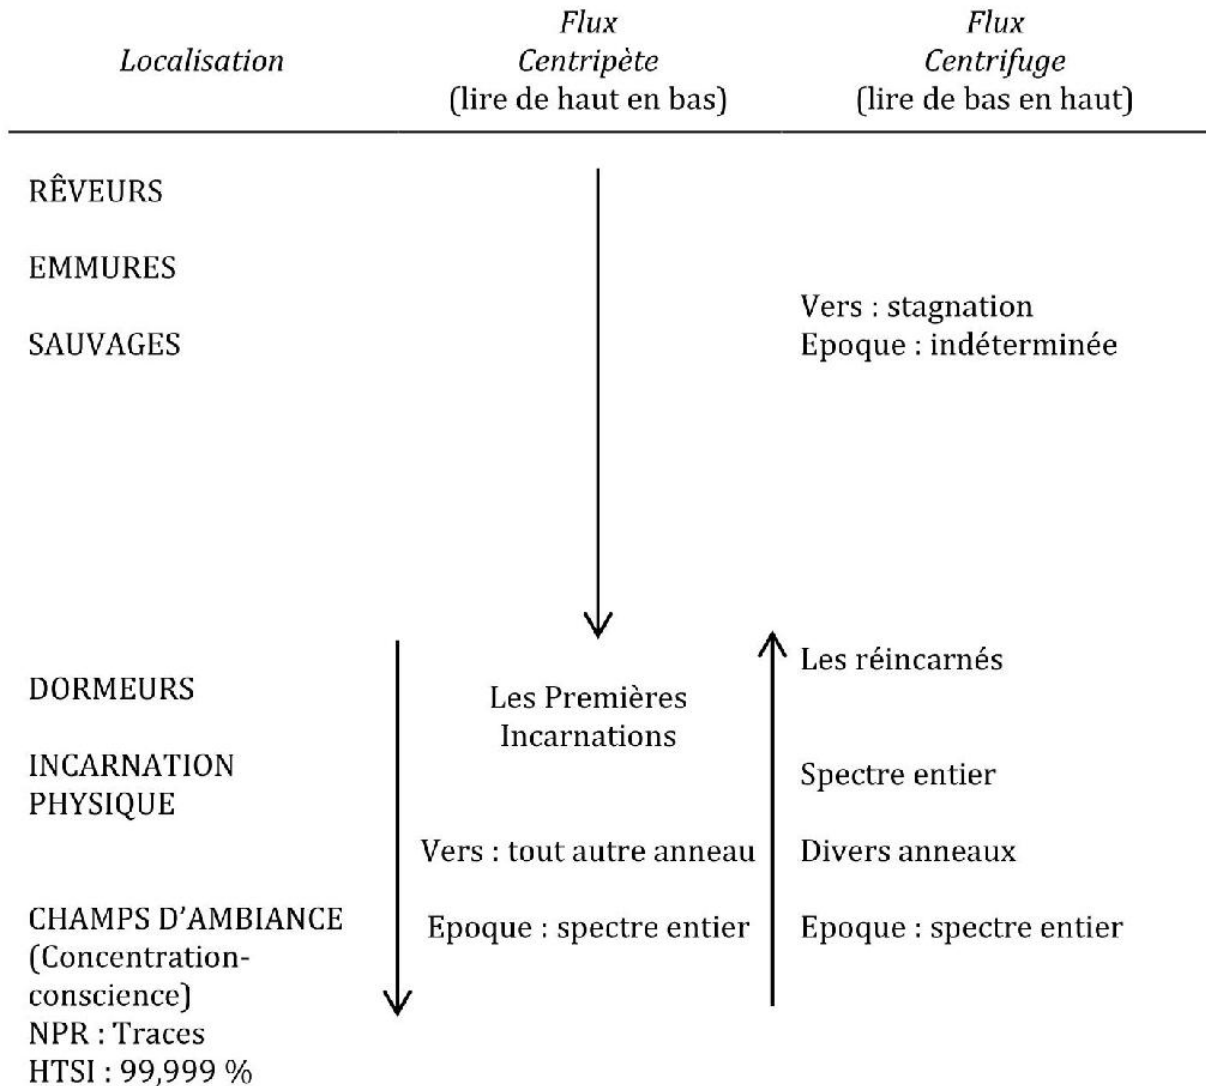 Localisation
Flux
Centripète
(lire de haut en bas)
Flux
Centrifuge
(lire de bas en haut)
RÊVEURS
EMMURES
SAUVAGES
Vers : stagnation
Epoque : indéterminée
DORMEURS
Les Premières
Incarnations
Les réincarnés
INCARNATION
PHYSIQUE
Spectre entier
Vers : tout autre anneau
Divers anneaux
CHAMPS D’AMBIANCE
(Concentration-
conscience)
NPR : Traces
HTSI : 99,999 %
Epoque : spectre entier
Epoque : spectre entier